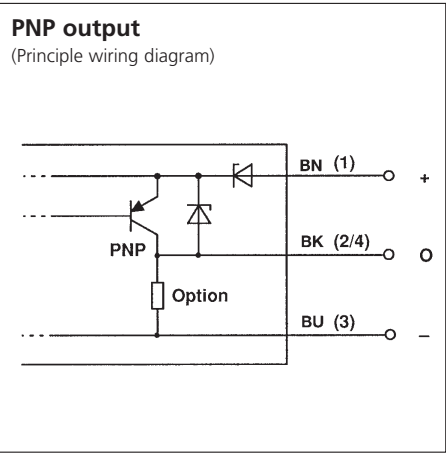 PNP output
(Principle wiring diagram)
BN (1) +
PNP
BK (2/4) O
Option
BU (3) –